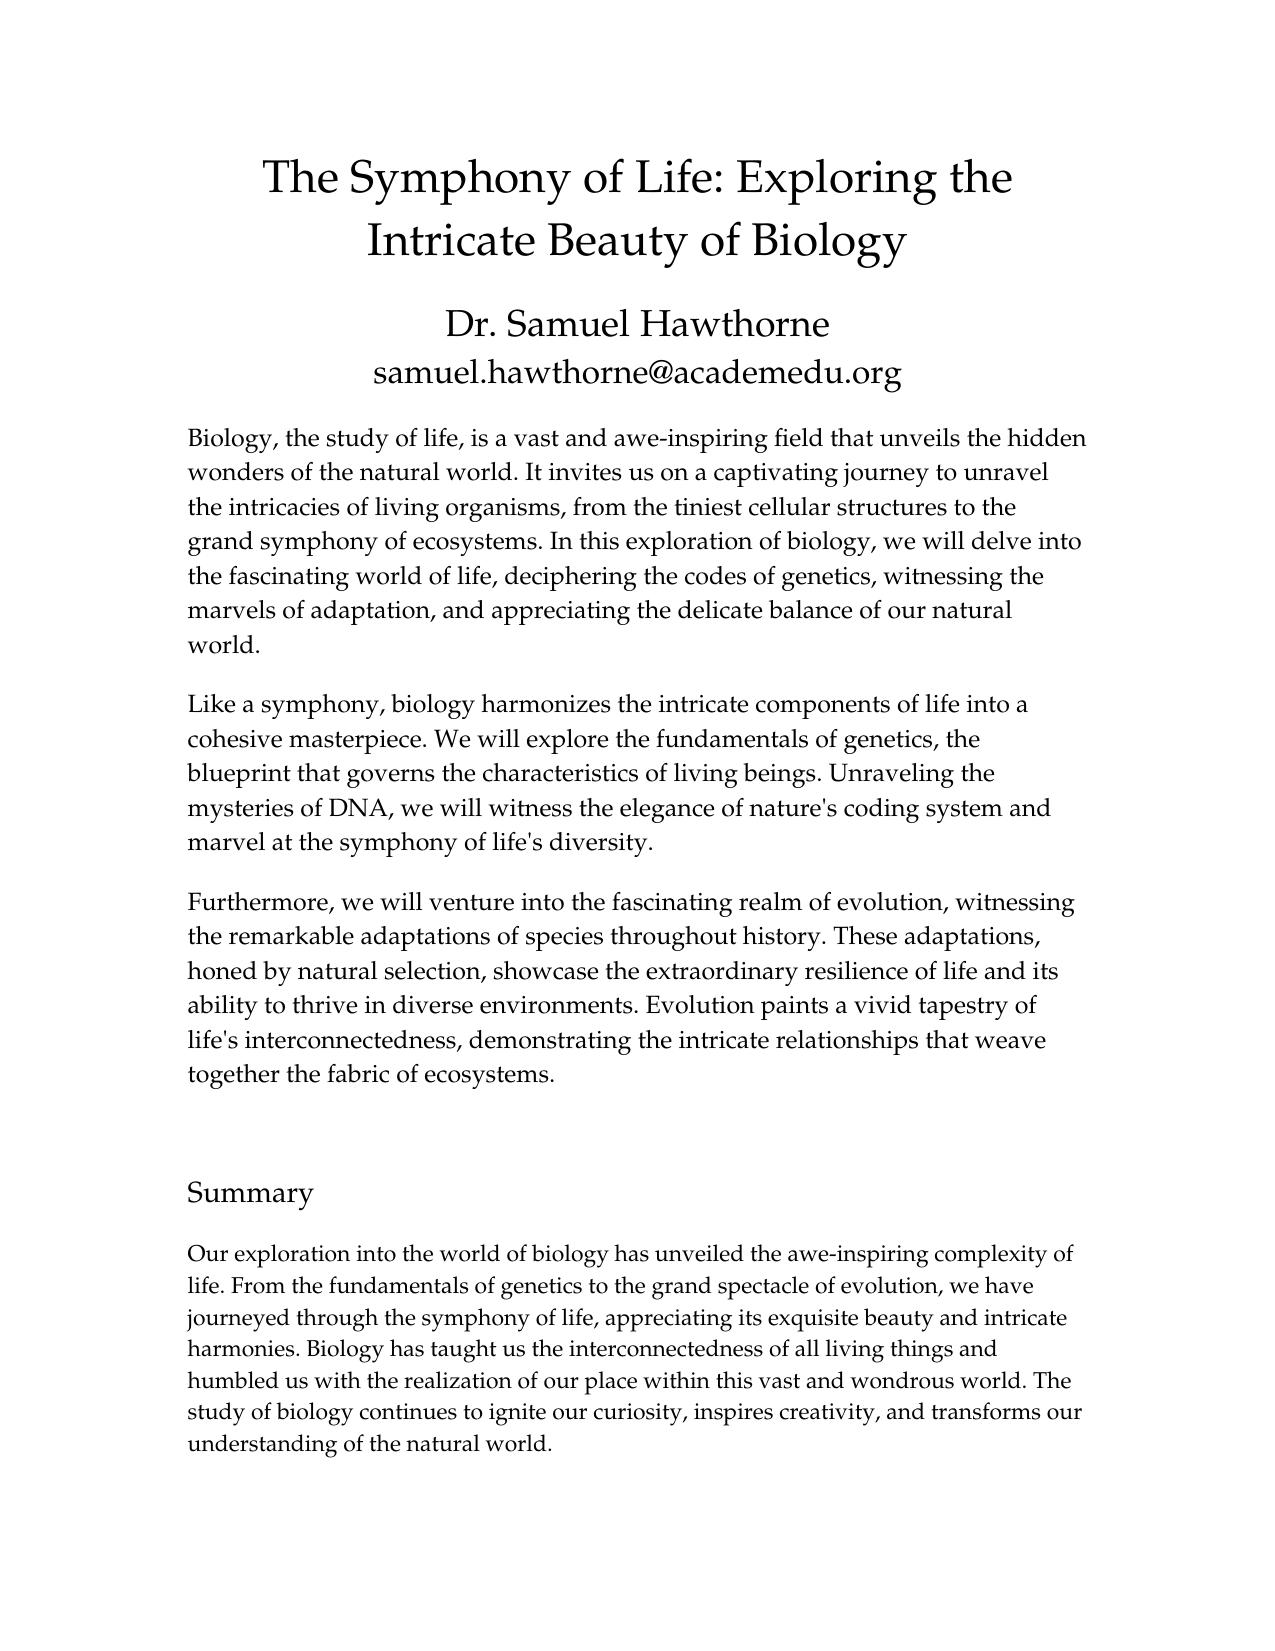 The Symphony of Life: Exploring the
Intricate Beauty of Biology
Dr. Samuel Hawthorne
samuel.hawthorne@academedu.org
Biology, the study of life, is a vast and awe-inspiring field that unveils the hidden
wonders of the natural world. It invites us on a captivating journey to unravel
the intricacies of living organisms, from the tiniest cellular structures to the
grand symphony of ecosystems. In this exploration of biology, we will delve into
the fascinating world of life, deciphering the codes of genetics, witnessing the
marvels of adaptation, and appreciating the delicate balance of our natural
world.
Like a symphony, biology harmonizes the intricate components of life into a
cohesive masterpiece. We will explore the fundamentals of genetics, the
blueprint that governs the characteristics of living beings. Unraveling the
mysteries of DNA, we will witness the elegance of nature's coding system and
marvel at the symphony of life's diversity.
Furthermore, we will venture into the fascinating realm of evolution, witnessing
the remarkable adaptations of species throughout history. These adaptations,
honed by natural selection, showcase the extraordinary resilience of life and its
ability to thrive in diverse environments. Evolution paints a vivid tapestry of
life's interconnectedness, demonstrating the intricate relationships that weave
together the fabric of ecosystems.
Summary
Our exploration into the world of biology has unveiled the awe-inspiring complexity of
life. From the fundamentals of genetics to the grand spectacle of evolution, we have
journeyed through the symphony of life, appreciating its exquisite beauty and intricate
harmonies. Biology has taught us the interconnectedness of all living things and
humbled us with the realization of our place within this vast and wondrous world. The
study of biology continues to ignite our curiosity, inspires creativity, and transforms our
understanding of the natural world.